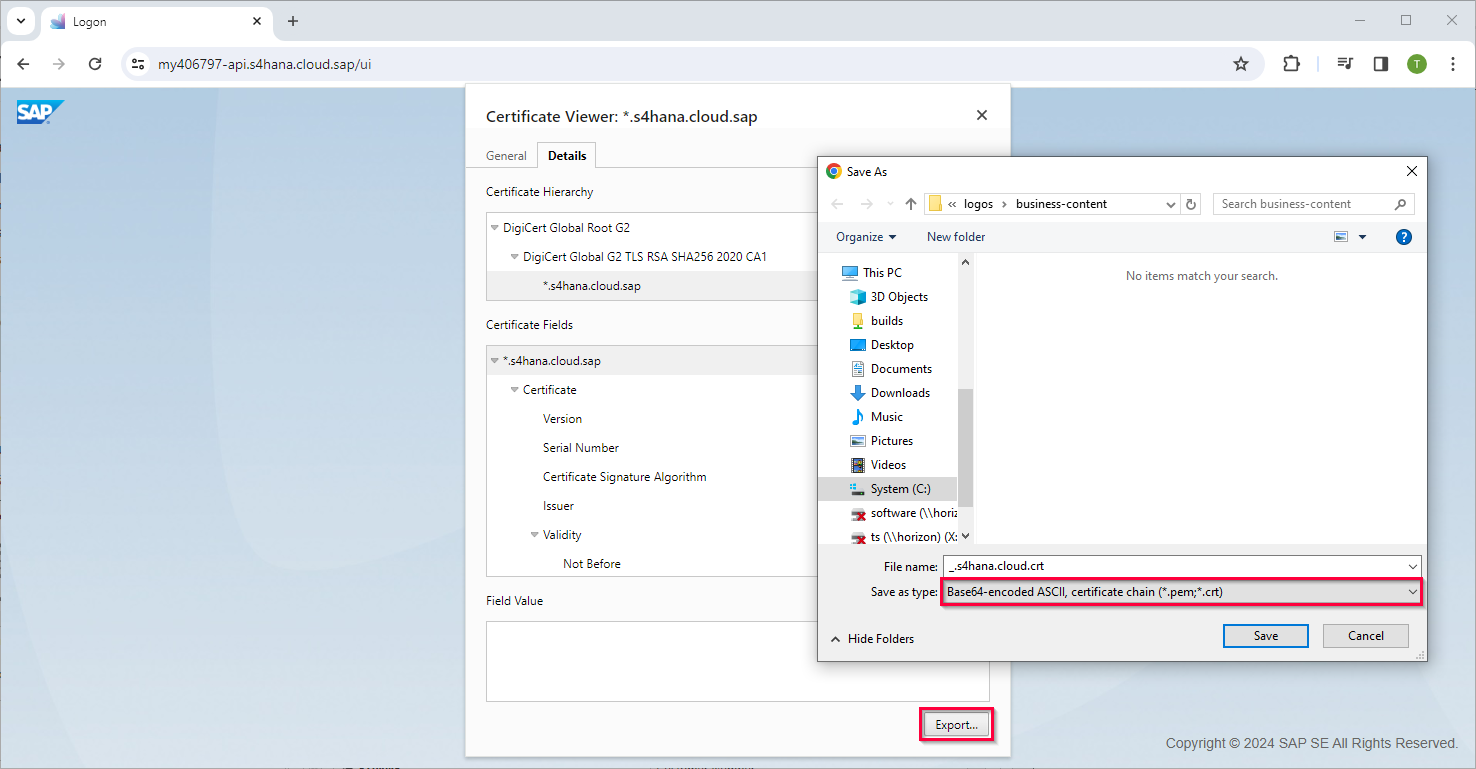 Logon
my406797-api.s4hana.cloud.sap/ui
T
SAP
Certificate Viewer: *.s4hana.cloud.sap
General
Details
Certificate Hierarchy
DigiCert Global Root G2
DigiCert Global G2 TLS RSA SHA256 2020 CA1
*.s4hana.cloud.sap
Certificate Fields
*.s4hana.cloud.sap
Certificate
Version
Serial Number
Certificate Signature Algorithm
Issuer
Validity
Not Before
Field Value
Export...
Save As
« logos › business-content
Search business-content
Organize
New folder
?
This PC
3D Objects
builds
Desktop
Documents
Downloads
Music
Pictures
Videos
System (C:)
software (\\horiz
ts (\\horizon) (X:
No items match your search.
File name: _.s4hana.cloud.crt
Save as type: Base64-encoded ASCII, certificate chain (*.pem;*.crt)
Hide Folders
Save
Cancel
Copyright © 2024 SAP SE All Rights Reserved.